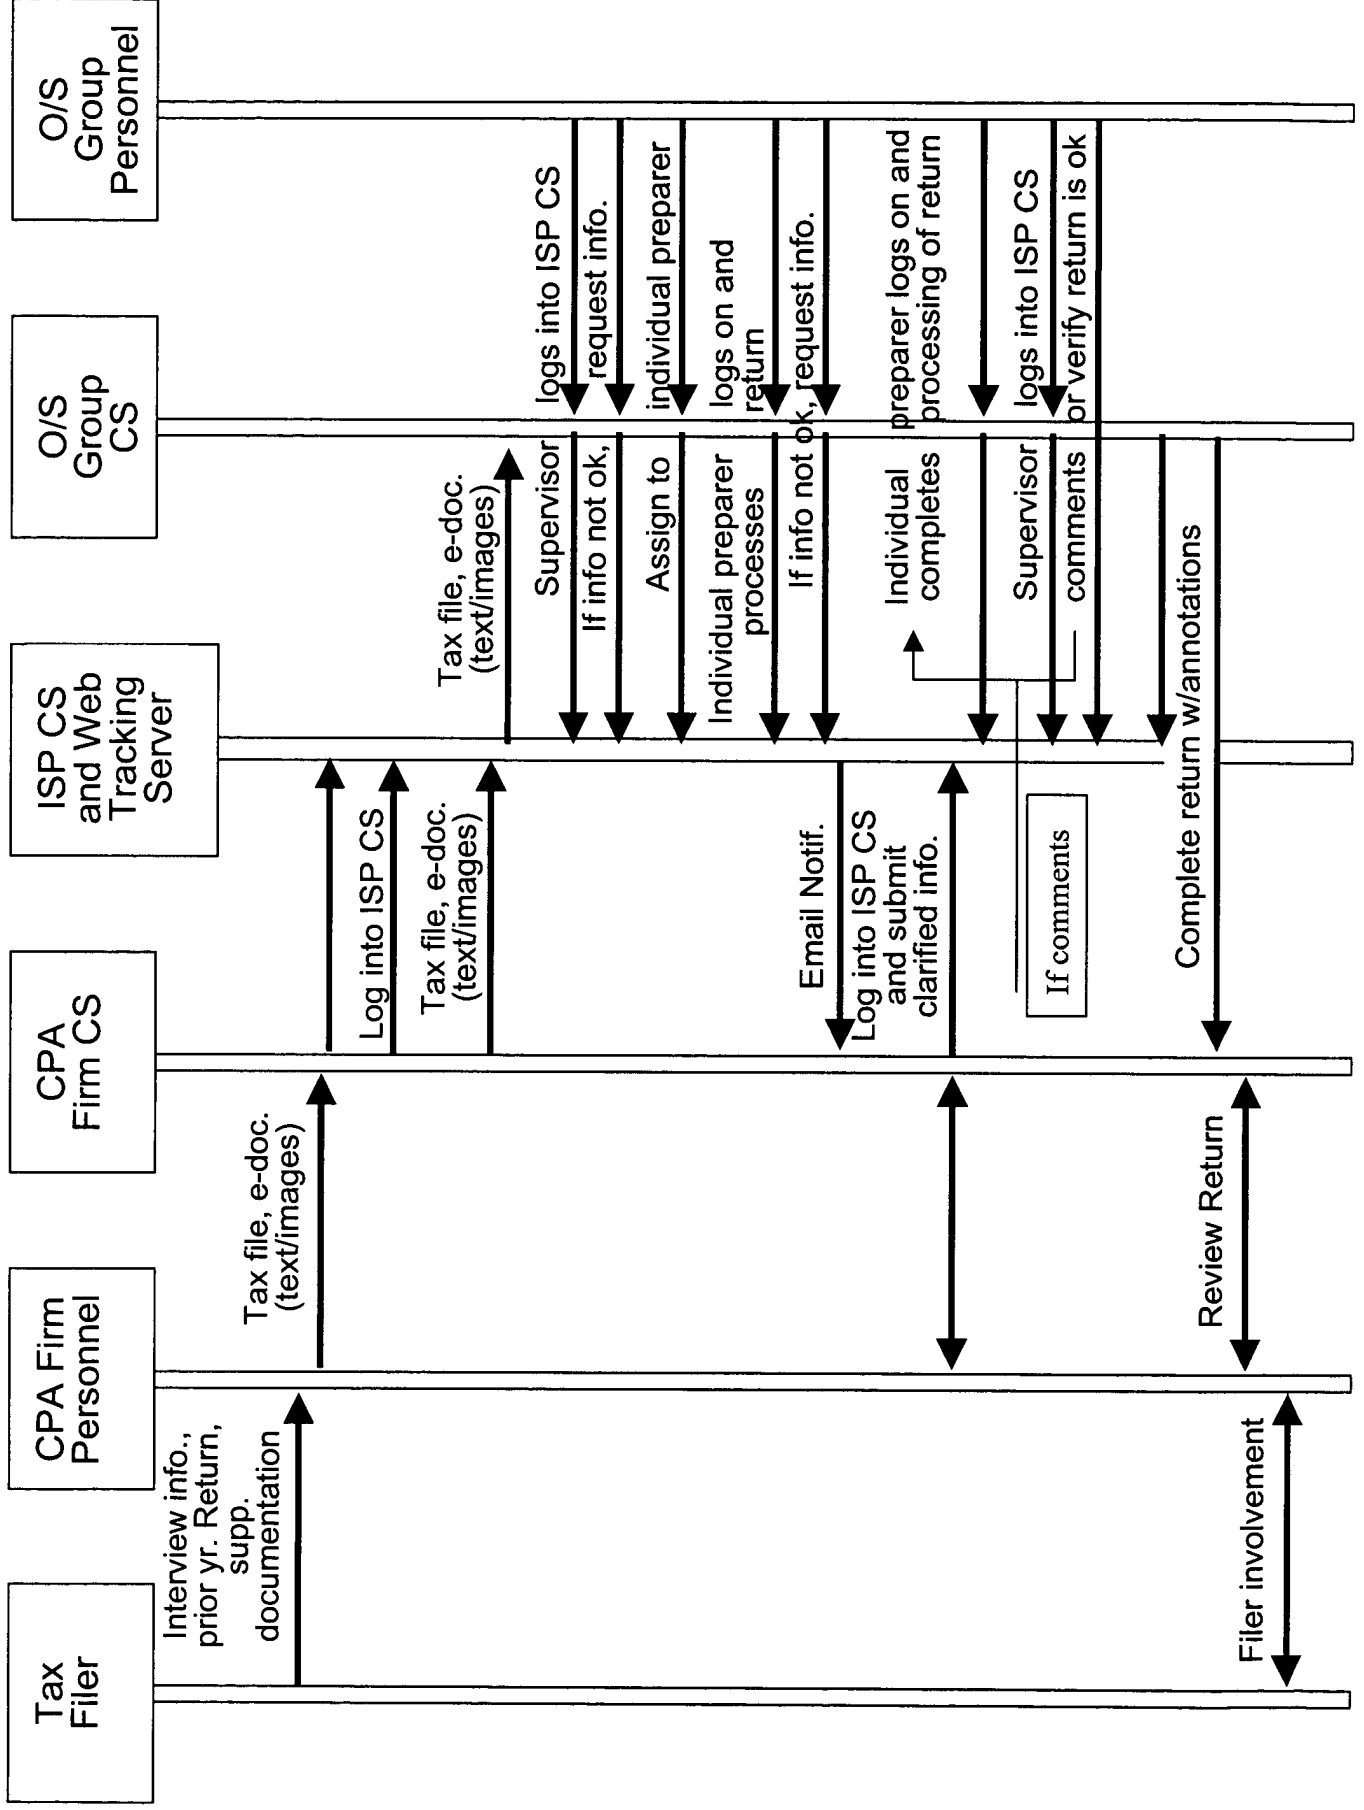 Tax
Filer
CPA Firm
Personnel
CPA
Firm CS
ISP CS
and Web
Tracking
Server
O/S
Group
CS
O/S
Group
Personnel
Interview info.,
prior yr. Return,
supp.
documentation
Tax file, e-doc.
(text/images)
Log into ISP CS
Tax file, e-doc.
(text/images)
Tax file, e-doc.
(text/images)
Supervisor logs into ISP CS
If info not ok, request info.
Assign to individual preparer
Individual preparer logs on and
processes return
If info not ok, request info.
Email Notif.
Log into ISP CS
and submit
clarified info.
Individual preparer logs on and
completes processing of return
Supervisor logs into ISP CS
comments or verify return is ok
If comments
Complete return w/annotations
Review Return
Filer involvement